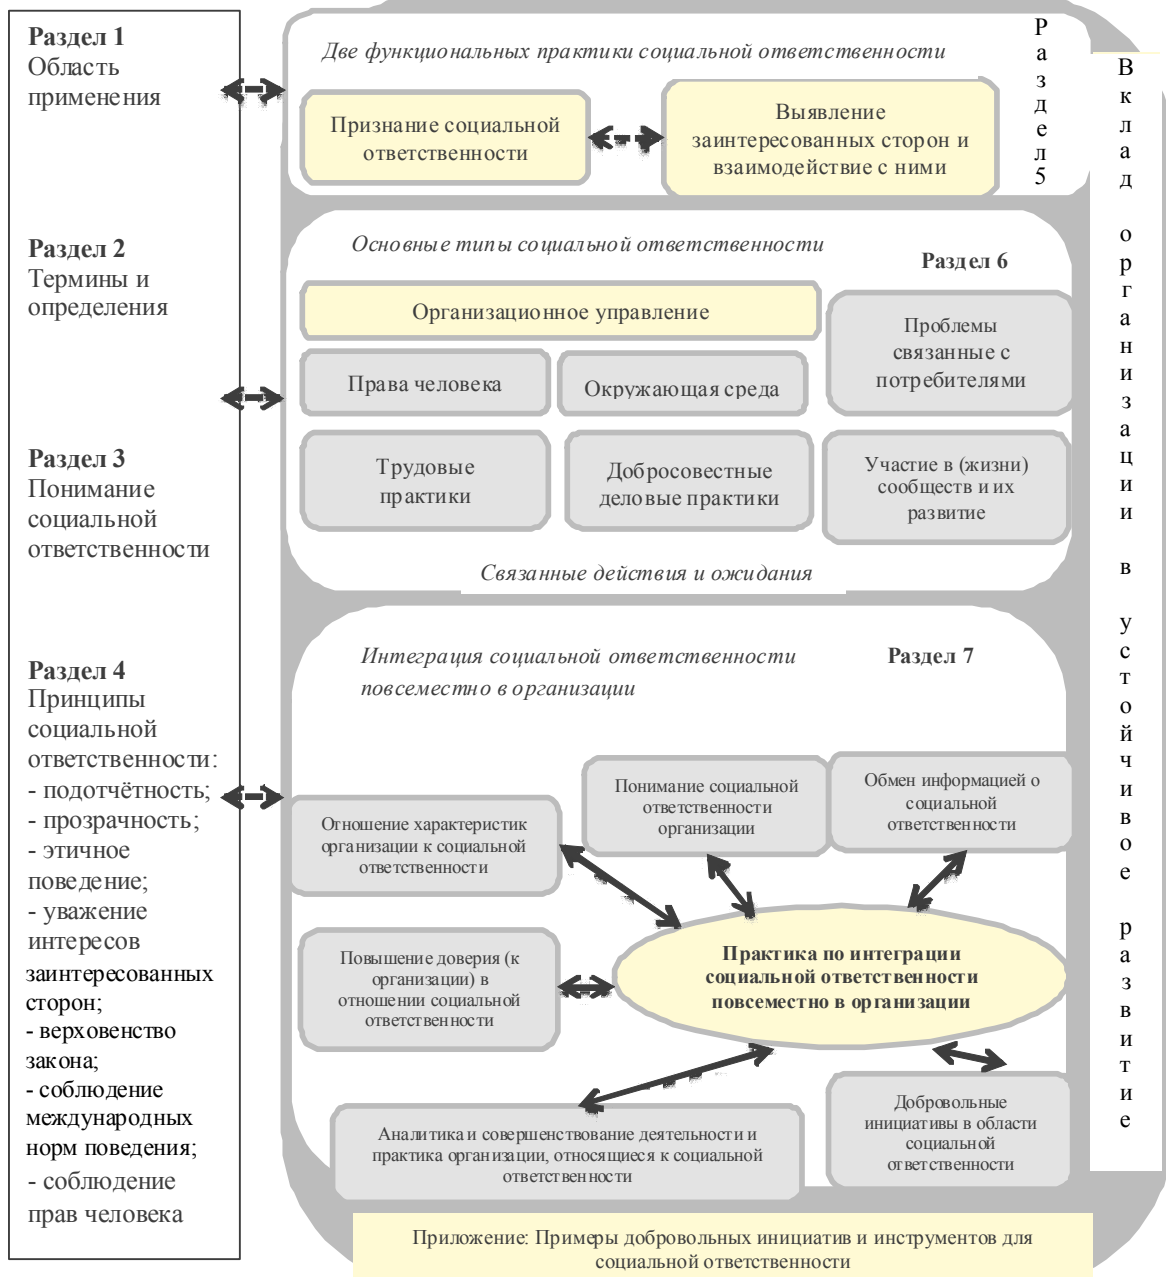 Раздел 1
Область
применения
Раздел 2
Термины и
определения
Раздел 3
Понимание
социальной
ответственности
Раздел 4
Принципы
социальной
ответственности:
- подотчётность;
- прозрачность;
- этичное
поведение;
- уважение
интересов
заинтересованных
сторон;
- верховенство
закона;
- соблюдение
международных
норм поведения;
- соблюдение
прав человека
Две функциональных практики социальной ответственности
Раздел 5
Признание социальной
ответственности
Выявление
заинтересованных сторон и
взаимодействие с ними
Основные типы социальной ответственности
Раздел 6
Организационное управление
Проблемы
связанные с
потребителями
Права человека
Окружающая среда
Трудовые
практики
Добросовестные
деловые практики
Участие в (жизни)
сообществ и их
развитие
Связанные действия и ожидания
Интеграция социальной ответственности
повсеместно в организации
Раздел 7
Отношение характеристик
организации к социальной
ответственности
Понимание социальной
ответственности
организации
Обмен информацией о
социальной
ответственности
Повышение доверия (к
организации) в
отношении социальной
ответственности
Практика по интеграции
социальной ответственности
повсеместно в организации
Аналитика и совершенствование деятельности и
практика организации, относящиеся к социальной
ответственности
Добровольные
инициативы в области
социальной
ответственности
Приложение: Примеры добровольных инициатив и инструментов для
социальной ответственности
Вклад организации в устойчивое развитие